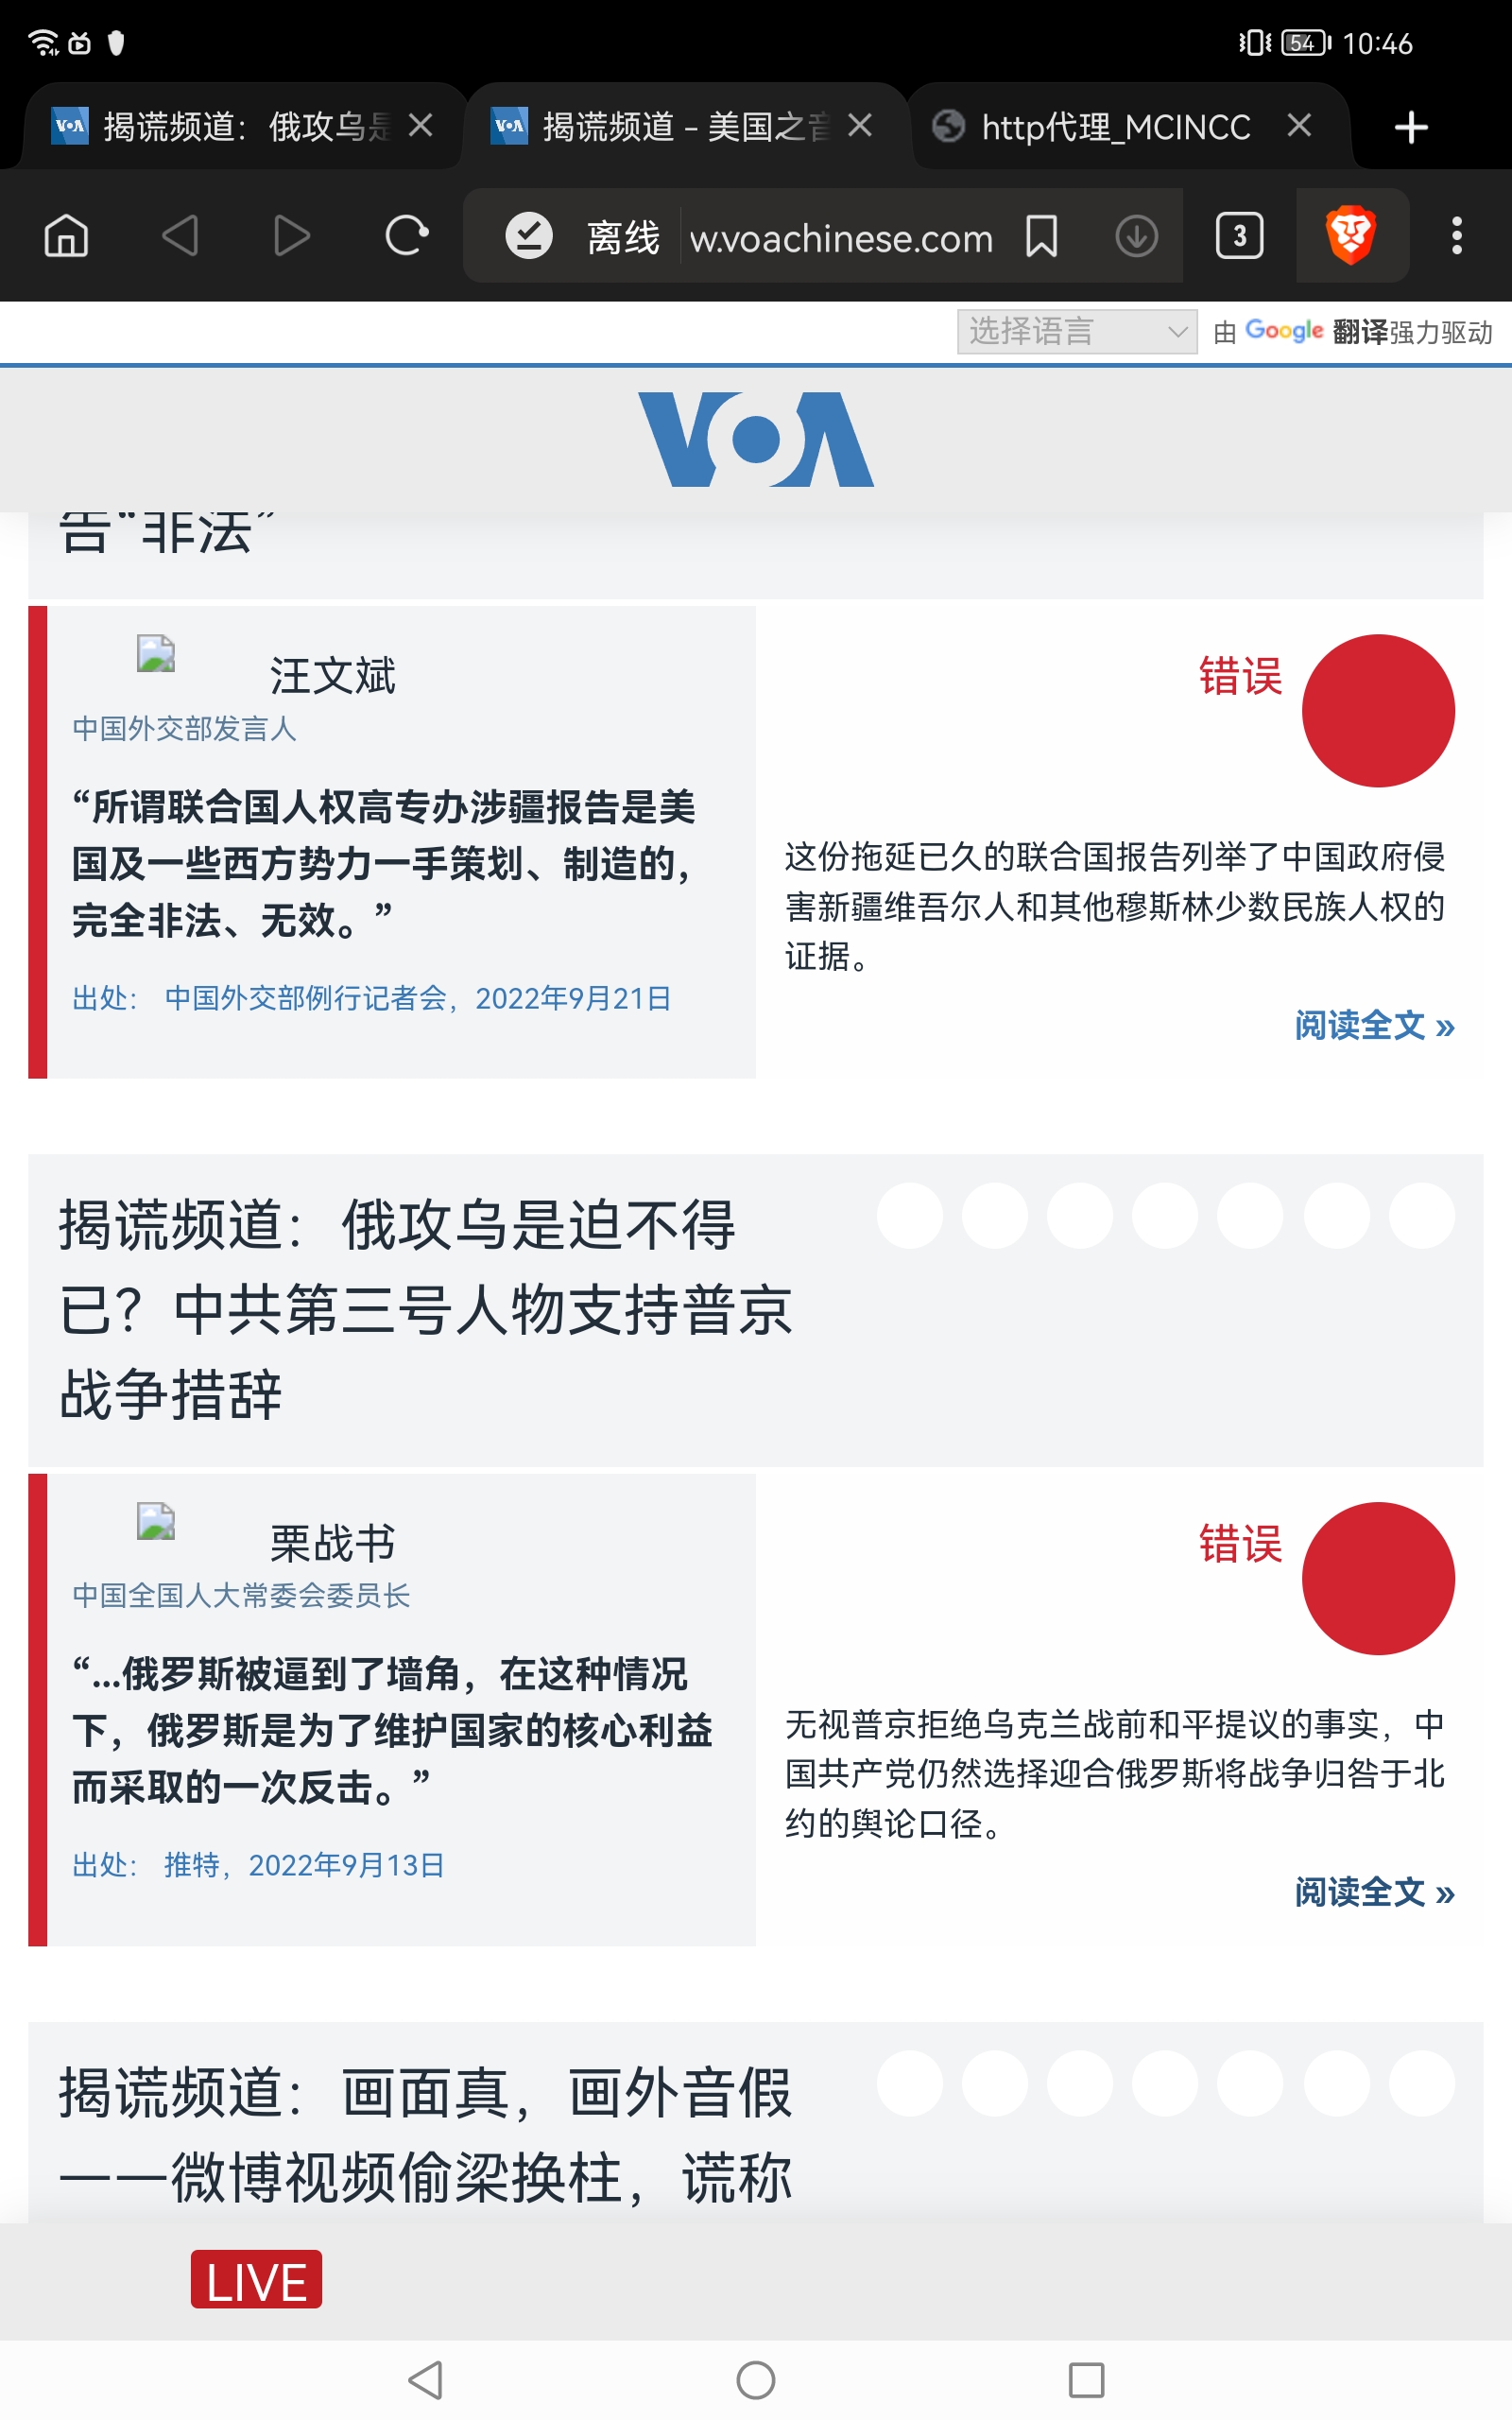 54 10:46
揭谎频道：俄攻乌是
揭谎频道 - 美国之音
http代理_MCINCC
离线 w.voachinese.com 3
选择语言 由 Google 翻译强力驱动
VOA
告“非法”
汪文斌
中国外交部发言人
“所谓联合国人权高专办涉疆报告是美
国及一些西方势力一手策划、制造的，
完全非法、无效。”
出处： 中国外交部例行记者会，2022年9月21日
错误
这份拖延已久的联合国报告列举了中国政府侵
害新疆维吾尔人和其他穆斯林少数民族人权的
证据。
阅读全文 »
揭谎频道：俄攻乌是迫不得
已？中共第三号人物支持普京
战争措辞
栗战书
中国全国人大常委会委员长
“...俄罗斯被逼到了墙角，在这种情况
下，俄罗斯是为了维护国家的核心利益
而采取的一次反击。”
出处： 推特，2022年9月13日
错误
无视普京拒绝乌克兰战前和平提议的事实，中
国共产党仍然选择迎合俄罗斯将战争归咎于北
约的舆论口径。
阅读全文 »
揭谎频道：画面真，画外音假
——微博视频偷梁换柱，谎称
LIVE